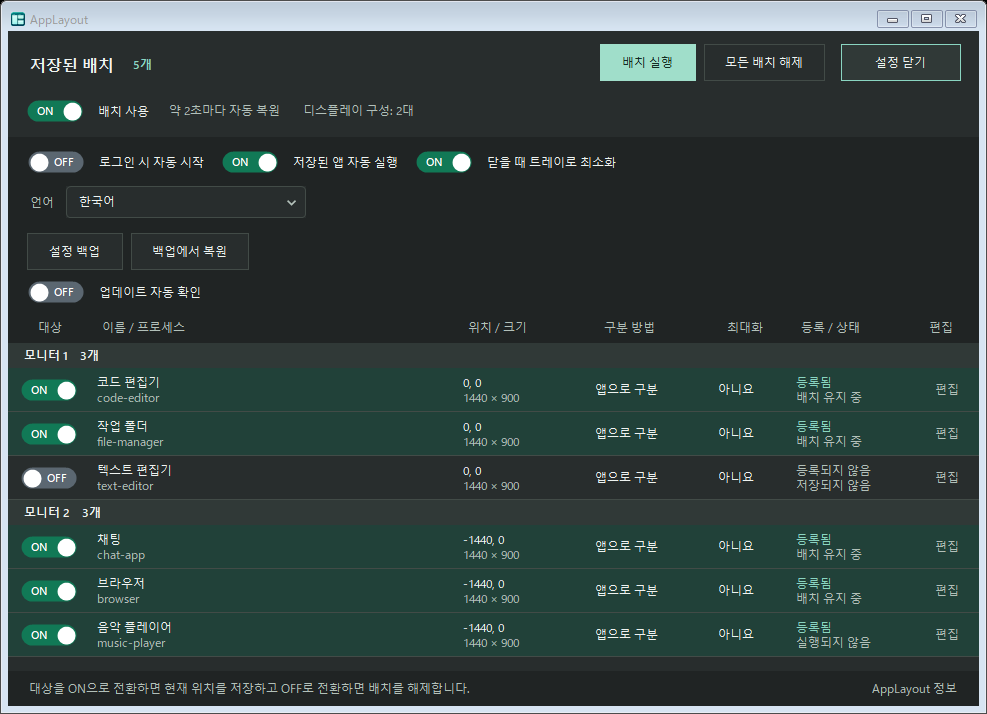 AppLayout
저장된 배치 5개
배치 실행
모든 배치 해제
설정 닫기
ON 배치 사용 약 2초마다 자동 복원 디스플레이 구성: 2대
OFF 로그인 시 자동 시작 ON 저장된 앱 자동 실행 ON 닫을 때 트레이로 최소화
언어 한국어
설정 백업 백업에서 복원
OFF 업데이트 자동 확인
대상 이름 / 프로세스 위치 / 크기 구분 방법 최대화 등록 / 상태 편집
모니터 1 3개
ON 코드 편집기 0, 0 앱으로 구분 아니요 등록됨 편집
code-editor 1440 × 900 배치 유지 중
ON 작업 폴더 0, 0 앱으로 구분 아니요 등록됨 편집
file-manager 1440 × 900 배치 유지 중
OFF 텍스트 편집기 0, 0 앱으로 구분 아니요 등록되지 않음 편집
text-editor 1440 × 900 저장되지 않음
모니터 2 3개
ON 채팅 -1440, 0 앱으로 구분 아니요 등록됨 편집
chat-app 1440 × 900 배치 유지 중
ON 브라우저 -1440, 0 앱으로 구분 아니요 등록됨 편집
browser 1440 × 900 배치 유지 중
ON 음악 플레이어 -1440, 0 앱으로 구분 아니요 등록됨 편집
music-player 1440 × 900 실행되지 않음
대상을 ON으로 전환하면 현재 위치를 저장하고 OFF로 전환하면 배치를 해제합니다. AppLayout 정보